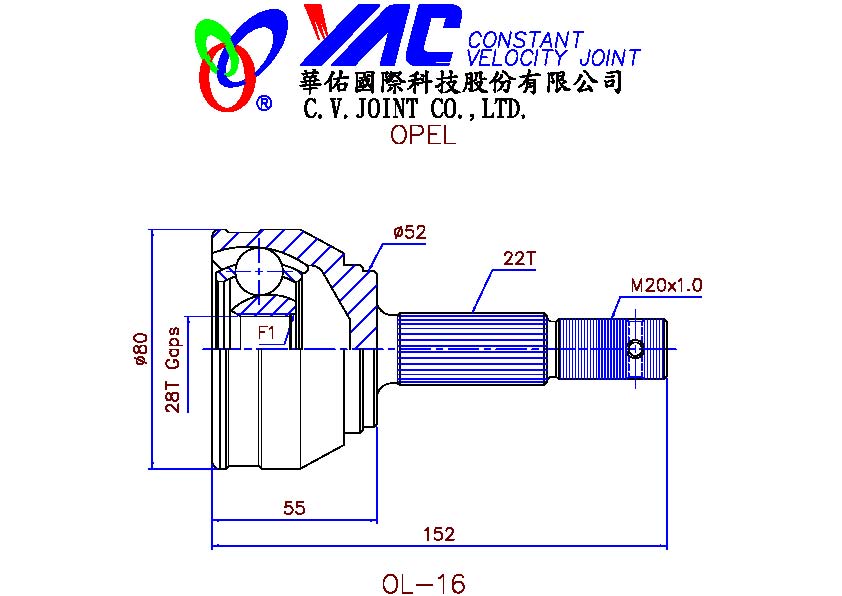 YAC CONSTANT
VELOCITY JOINT
®
華佑國際科技股份有限公司
C.V.JOINT CO.,LTD.
OPEL
ø52
22T
M20x1.0
F1
ø80
28T Gaps
55
152
OL-16